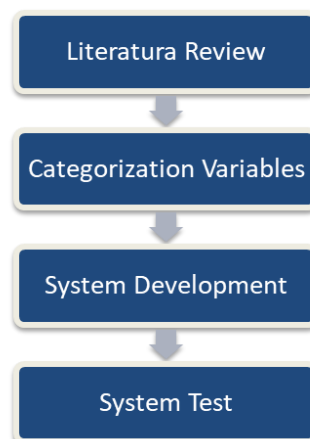 Literatura Review
Categorization Variables
System Development
System Test